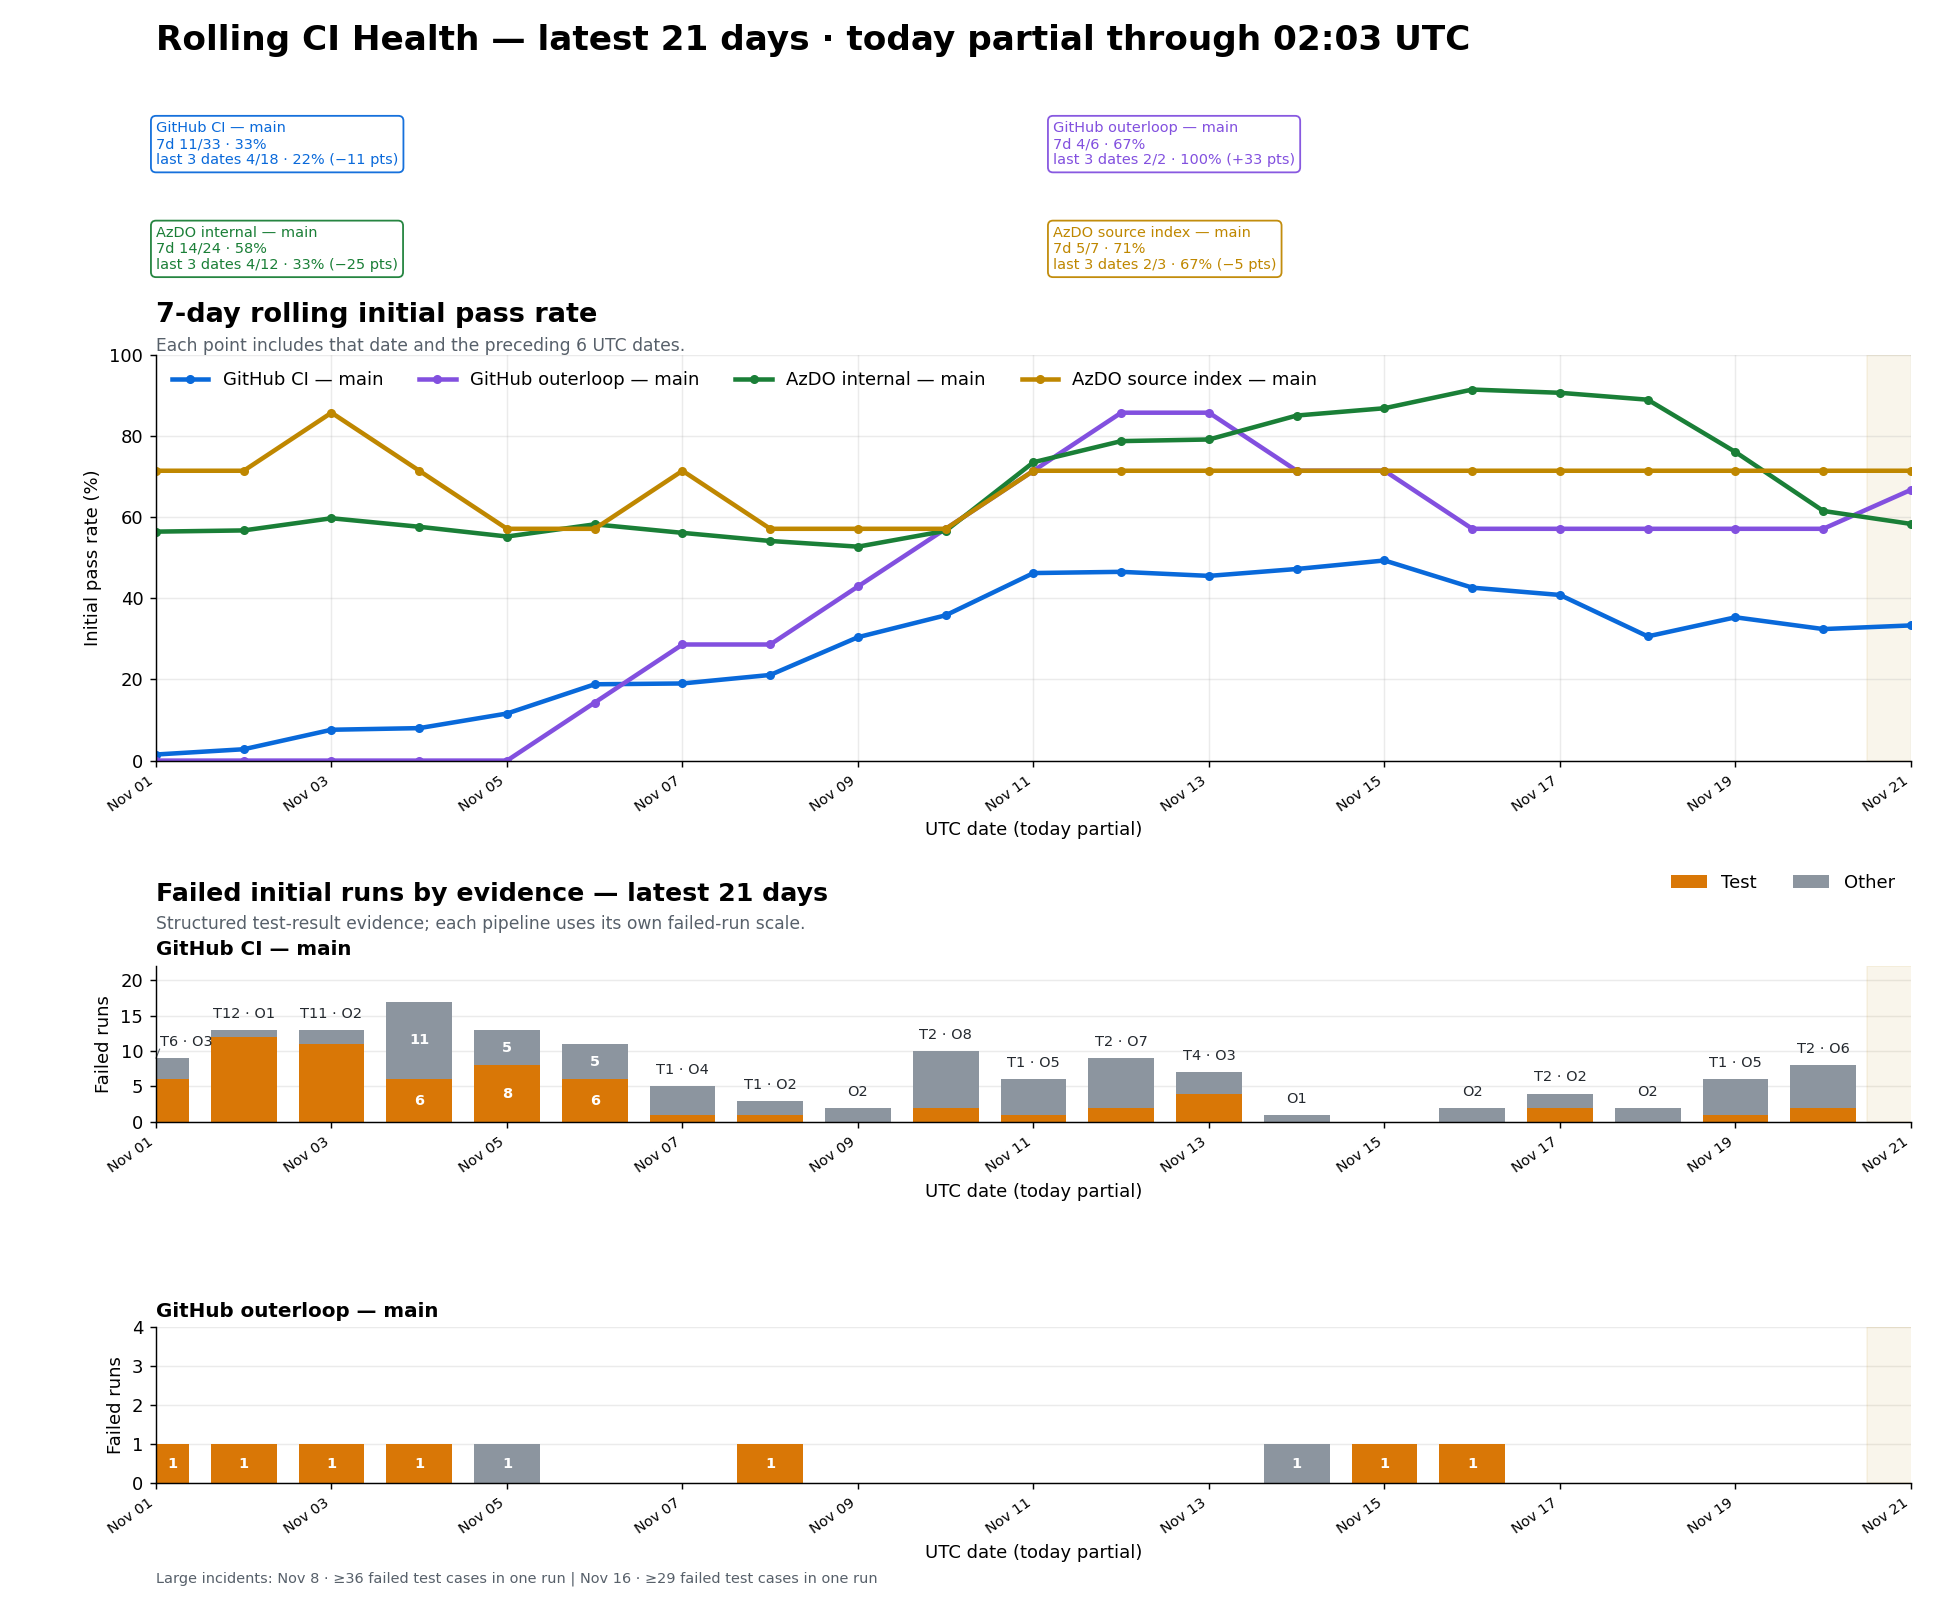 Rolling CI Health — latest 21 days · today partial through 02:03 UTC
GitHub CI — main
7d 11/33 · 33%
last 3 dates 4/18 · 22% (−11 pts)
GitHub outerloop — main
7d 4/6 · 67%
last 3 dates 2/2 · 100% (+33 pts)
AzDO internal — main
7d 14/24 · 58%
last 3 dates 4/12 · 33% (−25 pts)
AzDO source index — main
7d 5/7 · 71%
last 3 dates 2/3 · 67% (−5 pts)
7-day rolling initial pass rate
Each point includes that date and the preceding 6 UTC dates.
GitHub CI — main
GitHub outerloop — main
AzDO internal — main
AzDO source index — main
Initial pass rate (%)
100
80
60
40
20
0
Nov 01
Nov 03
Nov 05
Nov 07
Nov 09
Nov 11
Nov 13
Nov 15
Nov 17
Nov 19
Nov 21
UTC date (today partial)
Failed initial runs by evidence — latest 21 days
Test
Other
Structured test-result evidence; each pipeline uses its own failed-run scale.
GitHub CI — main
Failed runs
20
15
10
5
0
T6 · O3
T12 · O1
T11 · O2
11
6
5
8
5
6
T1 · O4
T1 · O2
O2
T2 · O8
T1 · O5
T2 · O7
T4 · O3
O1
O2
T2 · O2
O2
T1 · O5
T2 · O6
Nov 01
Nov 03
Nov 05
Nov 07
Nov 09
Nov 11
Nov 13
Nov 15
Nov 17
Nov 19
Nov 21
UTC date (today partial)
GitHub outerloop — main
Failed runs
4
3
2
1
0
1
1
1
1
1
1
1
1
1
Nov 01
Nov 03
Nov 05
Nov 07
Nov 09
Nov 11
Nov 13
Nov 15
Nov 17
Nov 19
Nov 21
UTC date (today partial)
Large incidents: Nov 8 · ≥36 failed test cases in one run | Nov 16 · ≥29 failed test cases in one run